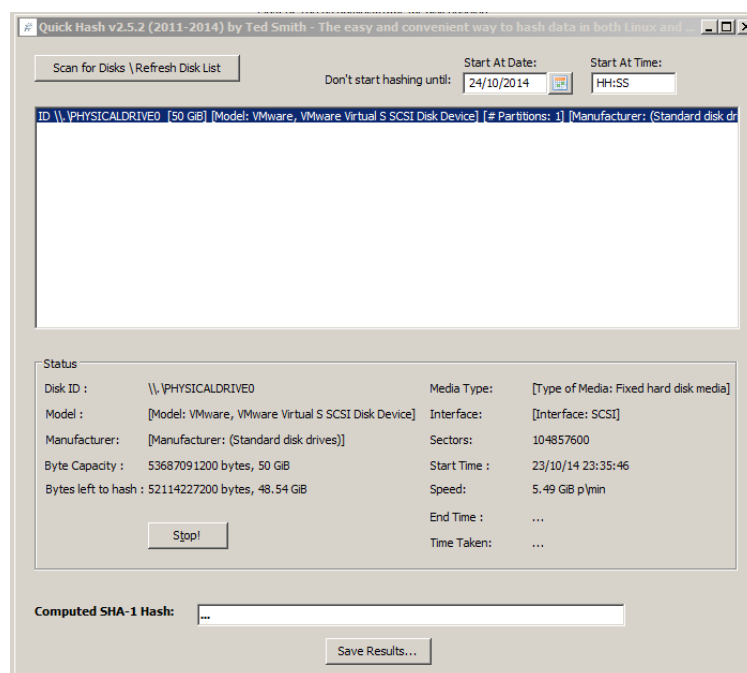 Quick Hash v2.5.2 (2011-2014) by Ted Smith - The easy and convenient way to hash data in both Linux and ...
Scan for Disks \ Refresh Disk List
Start At Date:
Start At Time:
Don't start hashing until:
24/10/2014
HH:SS
ID \\.\PHYSICALDRIVE0 [50 GiB] [Model: VMware, VMware Virtual S SCSI Disk Device] [# Partitions: 1] [Manufacturer: (Standard disk dr
Status
Disk ID :
\\.\PHYSICALDRIVE0
Media Type:
[Type of Media: Fixed hard disk media]
Model :
[Model: VMware, VMware Virtual S SCSI Disk Device]
Interface:
[Interface: SCSI]
Manufacturer:
[Manufacturer: (Standard disk drives)]
Sectors:
104857600
Byte Capacity :
53687091200 bytes, 50 GiB
Start Time :
23/10/14 23:35:46
Bytes left to hash :
52114227200 bytes, 48.54 GiB
Speed:
5.49 GiB p\min
End Time :
...
Stop!
Time Taken:
...
Computed SHA-1 Hash:
...
Save Results...